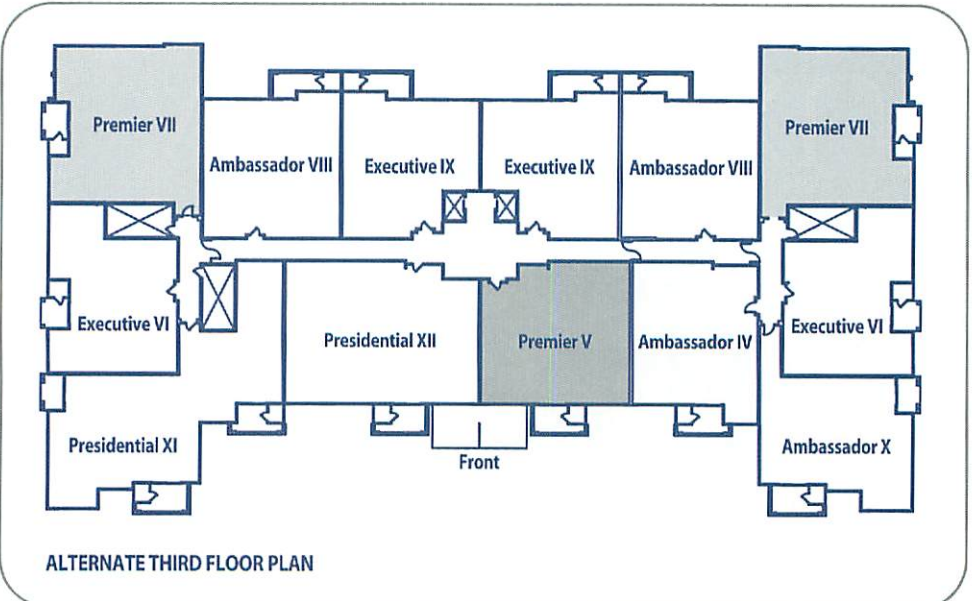 Premier VII
Premier VII
Ambassador VIII
Executive IX
Executive IX
Ambassador VIII
Executive VI
Presidential XII
Premier V
Ambassador IV
Executive VI
Presidential XI
Front
Ambassador X
ALTERNATE THIRD FLOOR PLAN